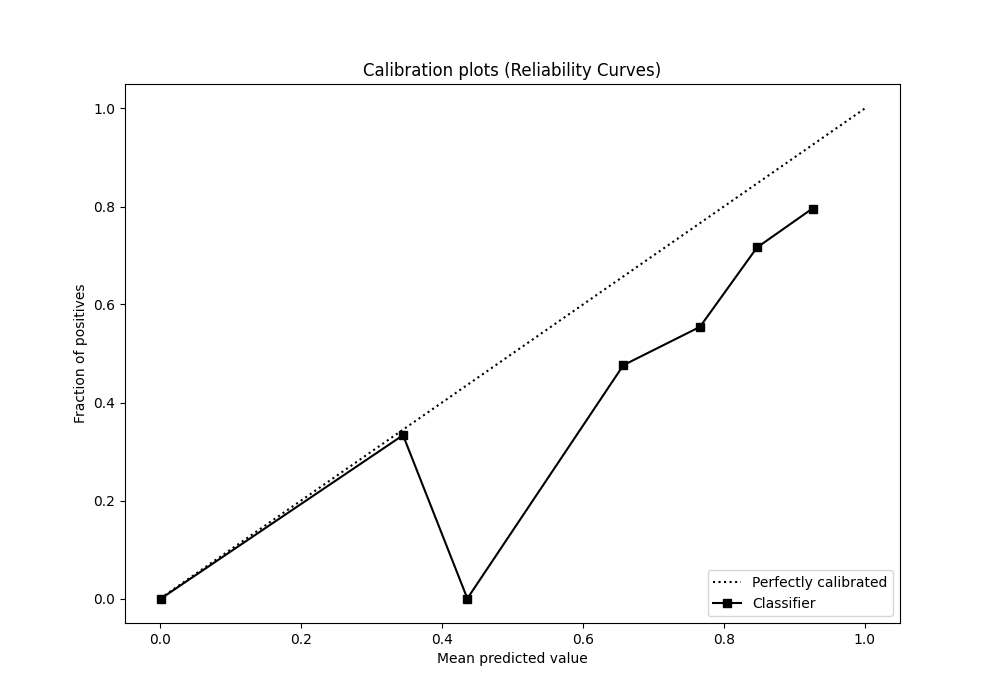 Calibration plots (Reliability Curves)
1.0
0.8
0.6
0.4
0.2
0.0
Fraction of positives
0.0 0.2 0.4 0.6 0.8 1.0
Mean predicted value
Perfectly calibrated
Classifier